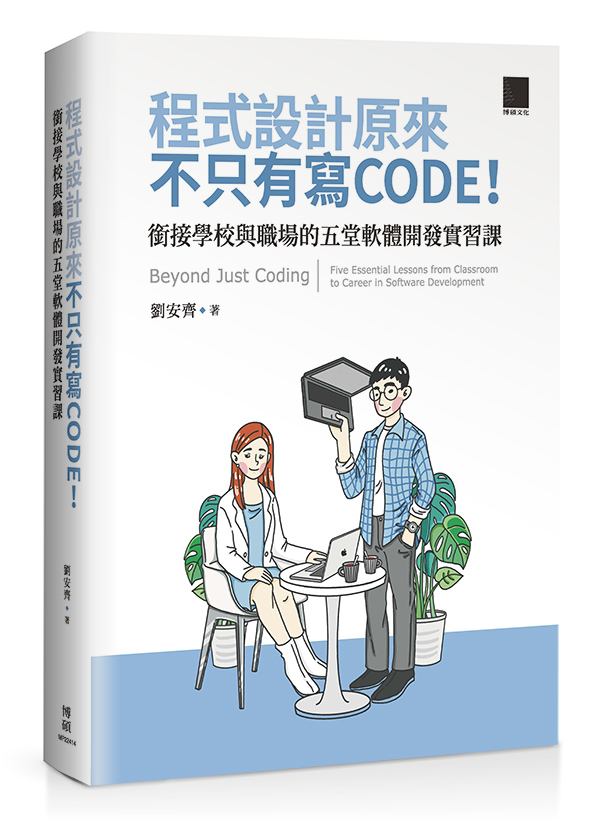 程式設計原來
不只有寫CODE!
衔接學校與職場的五堂軟體開發實習課
Beyond Just Coding
Five Essential Lessons from Classroom
to Career in Software Development
劉安齊◆著
博碩文化
程式設計原來不只有寫CODE!
衔接學校與職場的五堂軟體開發實習課
劉安齊◆著
博碩
MP22414